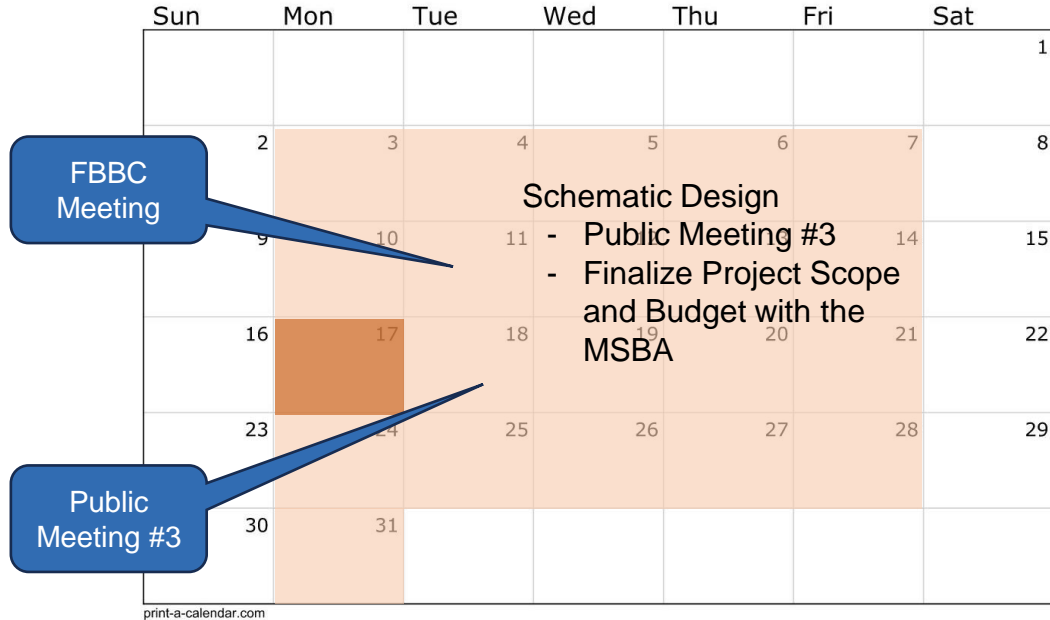 Sun Mon Tue Wed Thu Fri Sat
1
2 3 4 5 6 7 8
FBBC
Meeting
Schematic Design
- Public Meeting #3
- Finalize Project Scope
and Budget with the
MSBA
9 10 11 12 13 14 15
16 17 18 19 20 21 22
23 24 25 26 27 28 29
Public
Meeting #3
30 31
print-a-calendar.com